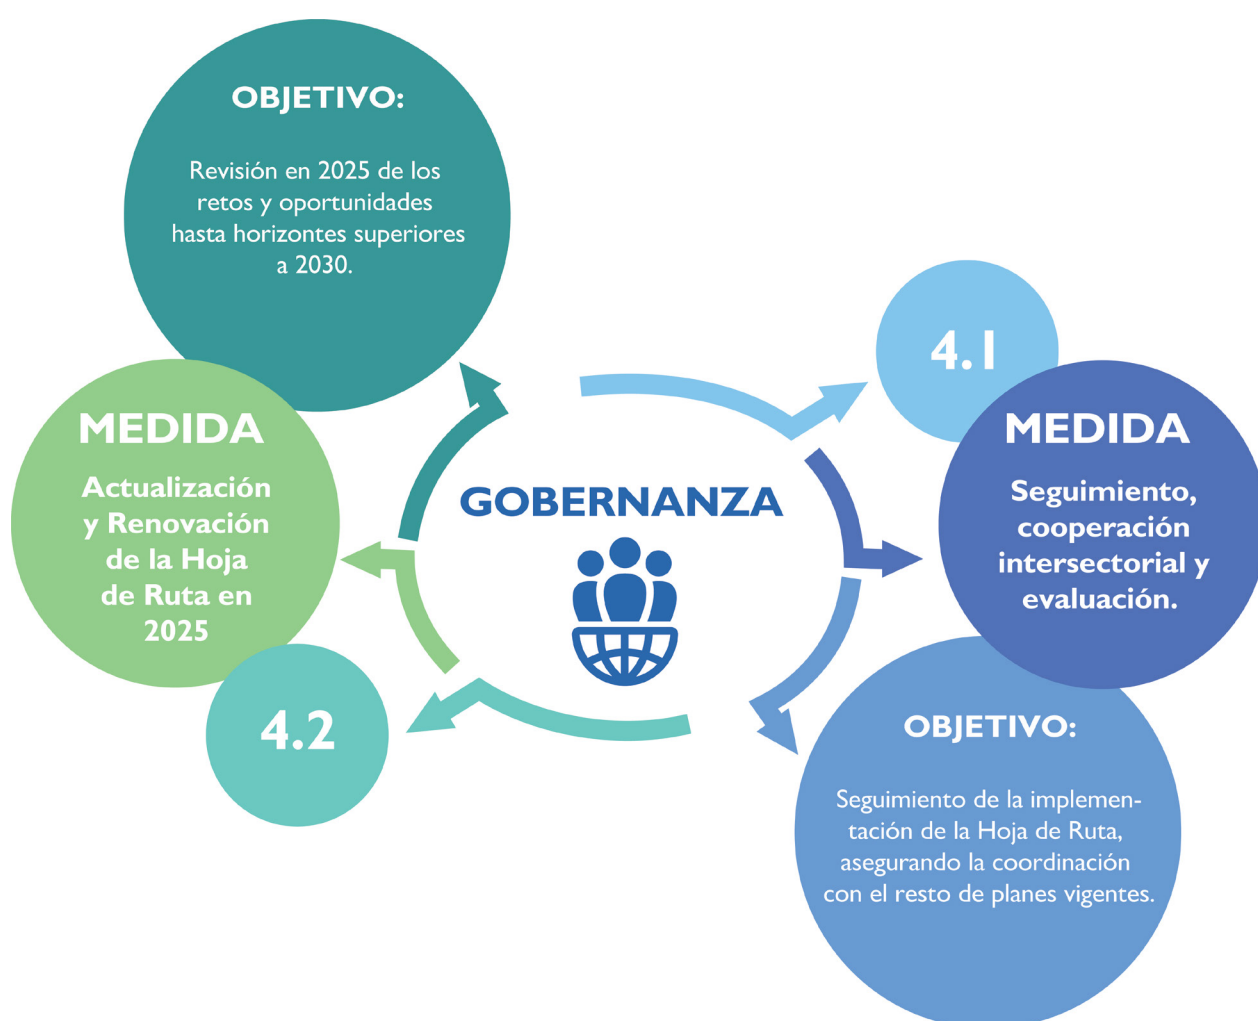 OBJETIVO:
Revisión en 2025 de los
retos y oportunidades
hasta horizontes superiores
a 2030.
MEDIDA
Actualización
y Renovación
de la Hoja
de Ruta en
2025
4.2
GOBERNANZA
4.1
MEDIDA
Seguimiento,
cooperación
intersectorial y
evaluación.
OBJETIVO:
Seguimiento de la implemen-
tación de la Hoja de Ruta,
asegurando la coordinación
con el resto de planes vigentes.